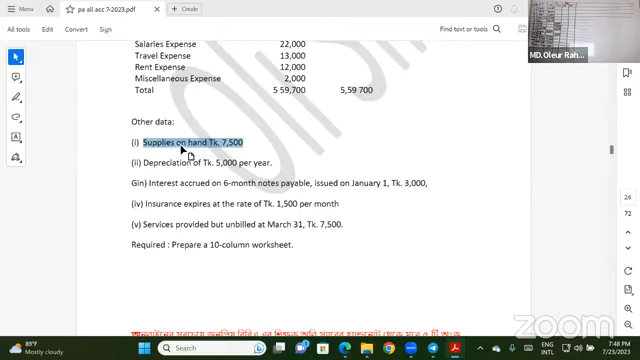 Menu
pa all acc 7-2023.pdf
+ Create
All tools Edit Convert Sign
Find text or tools
MD.Oleur Rah...
Salaries Expense 22,000
Travel Expense 13,000
Rent Expense 12,000
Miscellaneous Expense 2,000
Total 5 59,700 5,59 700
Other data:
(i) Supplies on hand Tk. 7,500
(ii) Depreciation of Tk. 5,000 per year.
Gin) Interest accrued on 6-month notes payable, issued on January 1, Tk. 3,000,
(iv) Insurance expires at the rate of Tk. 1,500 per month
(v) Services provided but unbilled at March 31, Tk. 7,500.
Required : Prepare a 10-column worksheet.
26
72
zoom
89°F
Mostly cloudy
Search
ENG
INTL
7:48 PM
7/23/2023